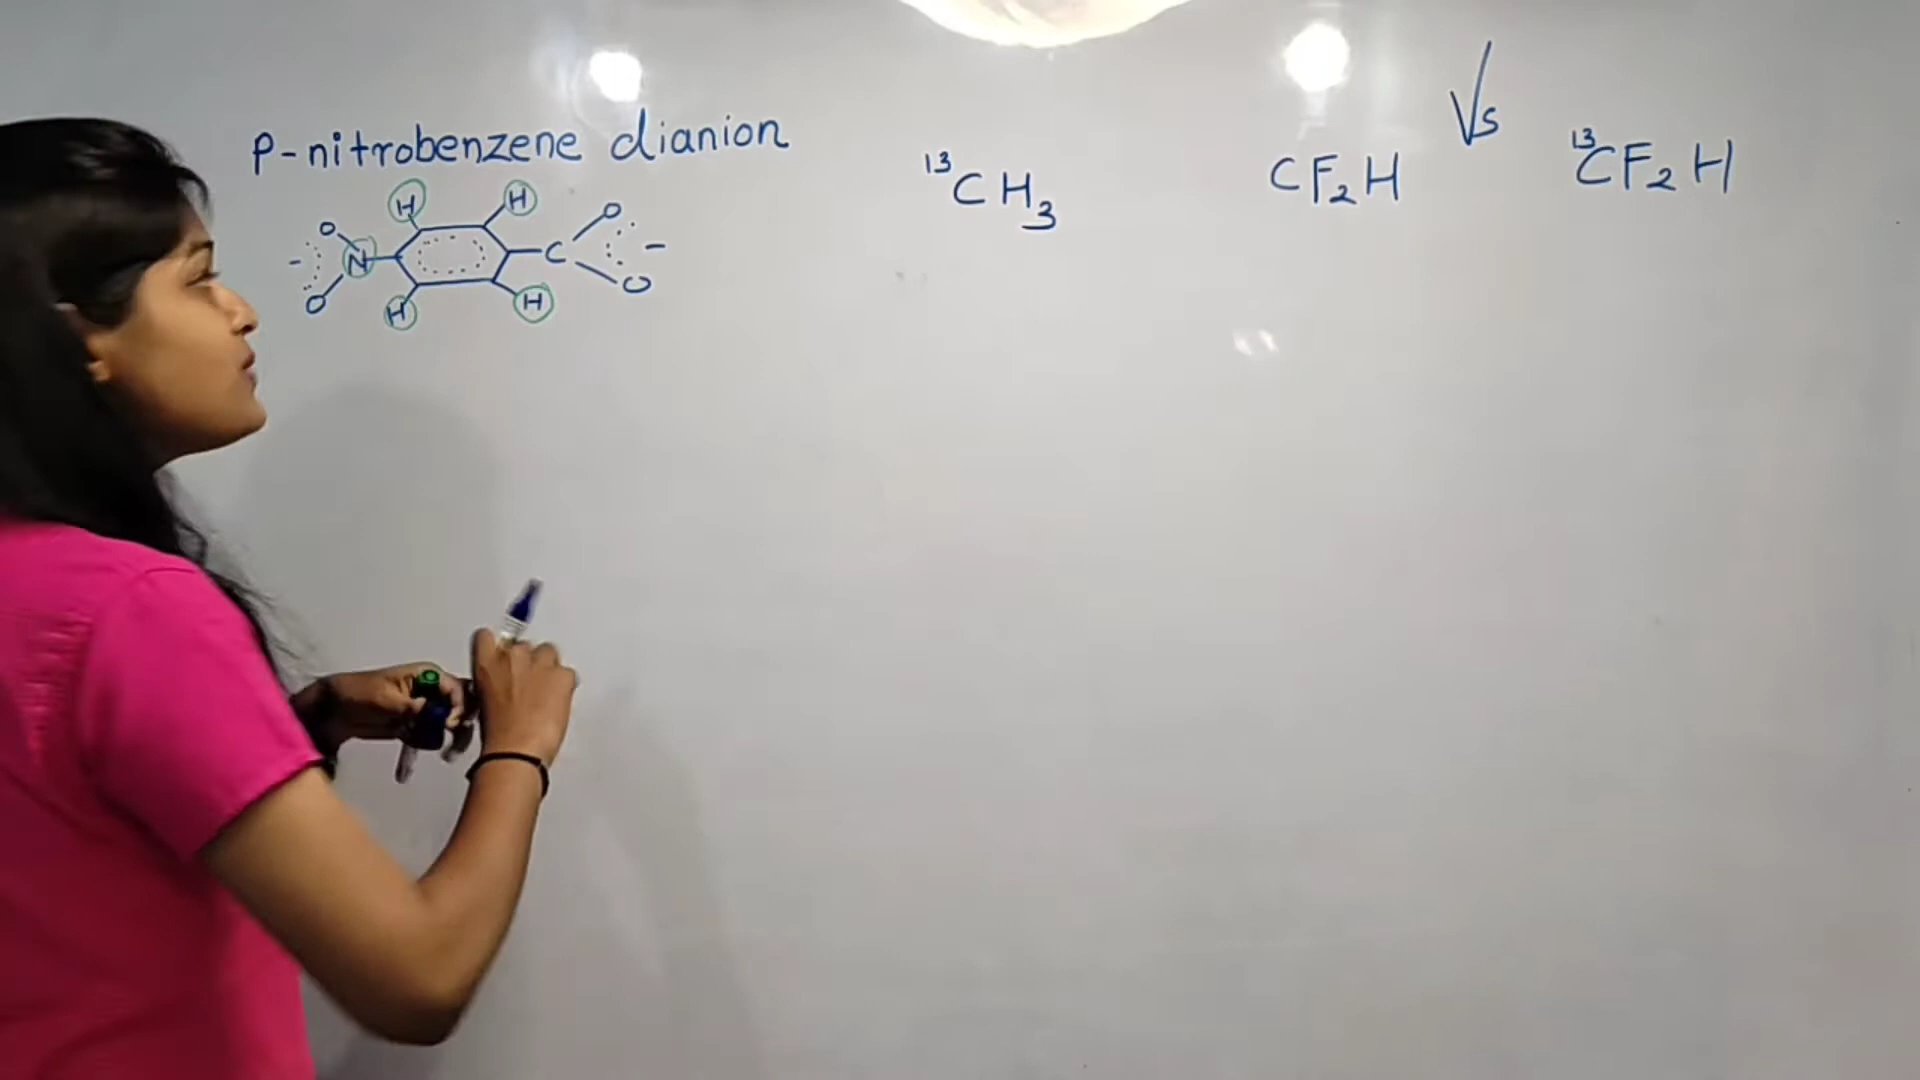 p-nitrobenzene dianion
H H
O O
- N C -
O O
H H
¹³CH₃
CF₂H Vs ¹³CF₂H